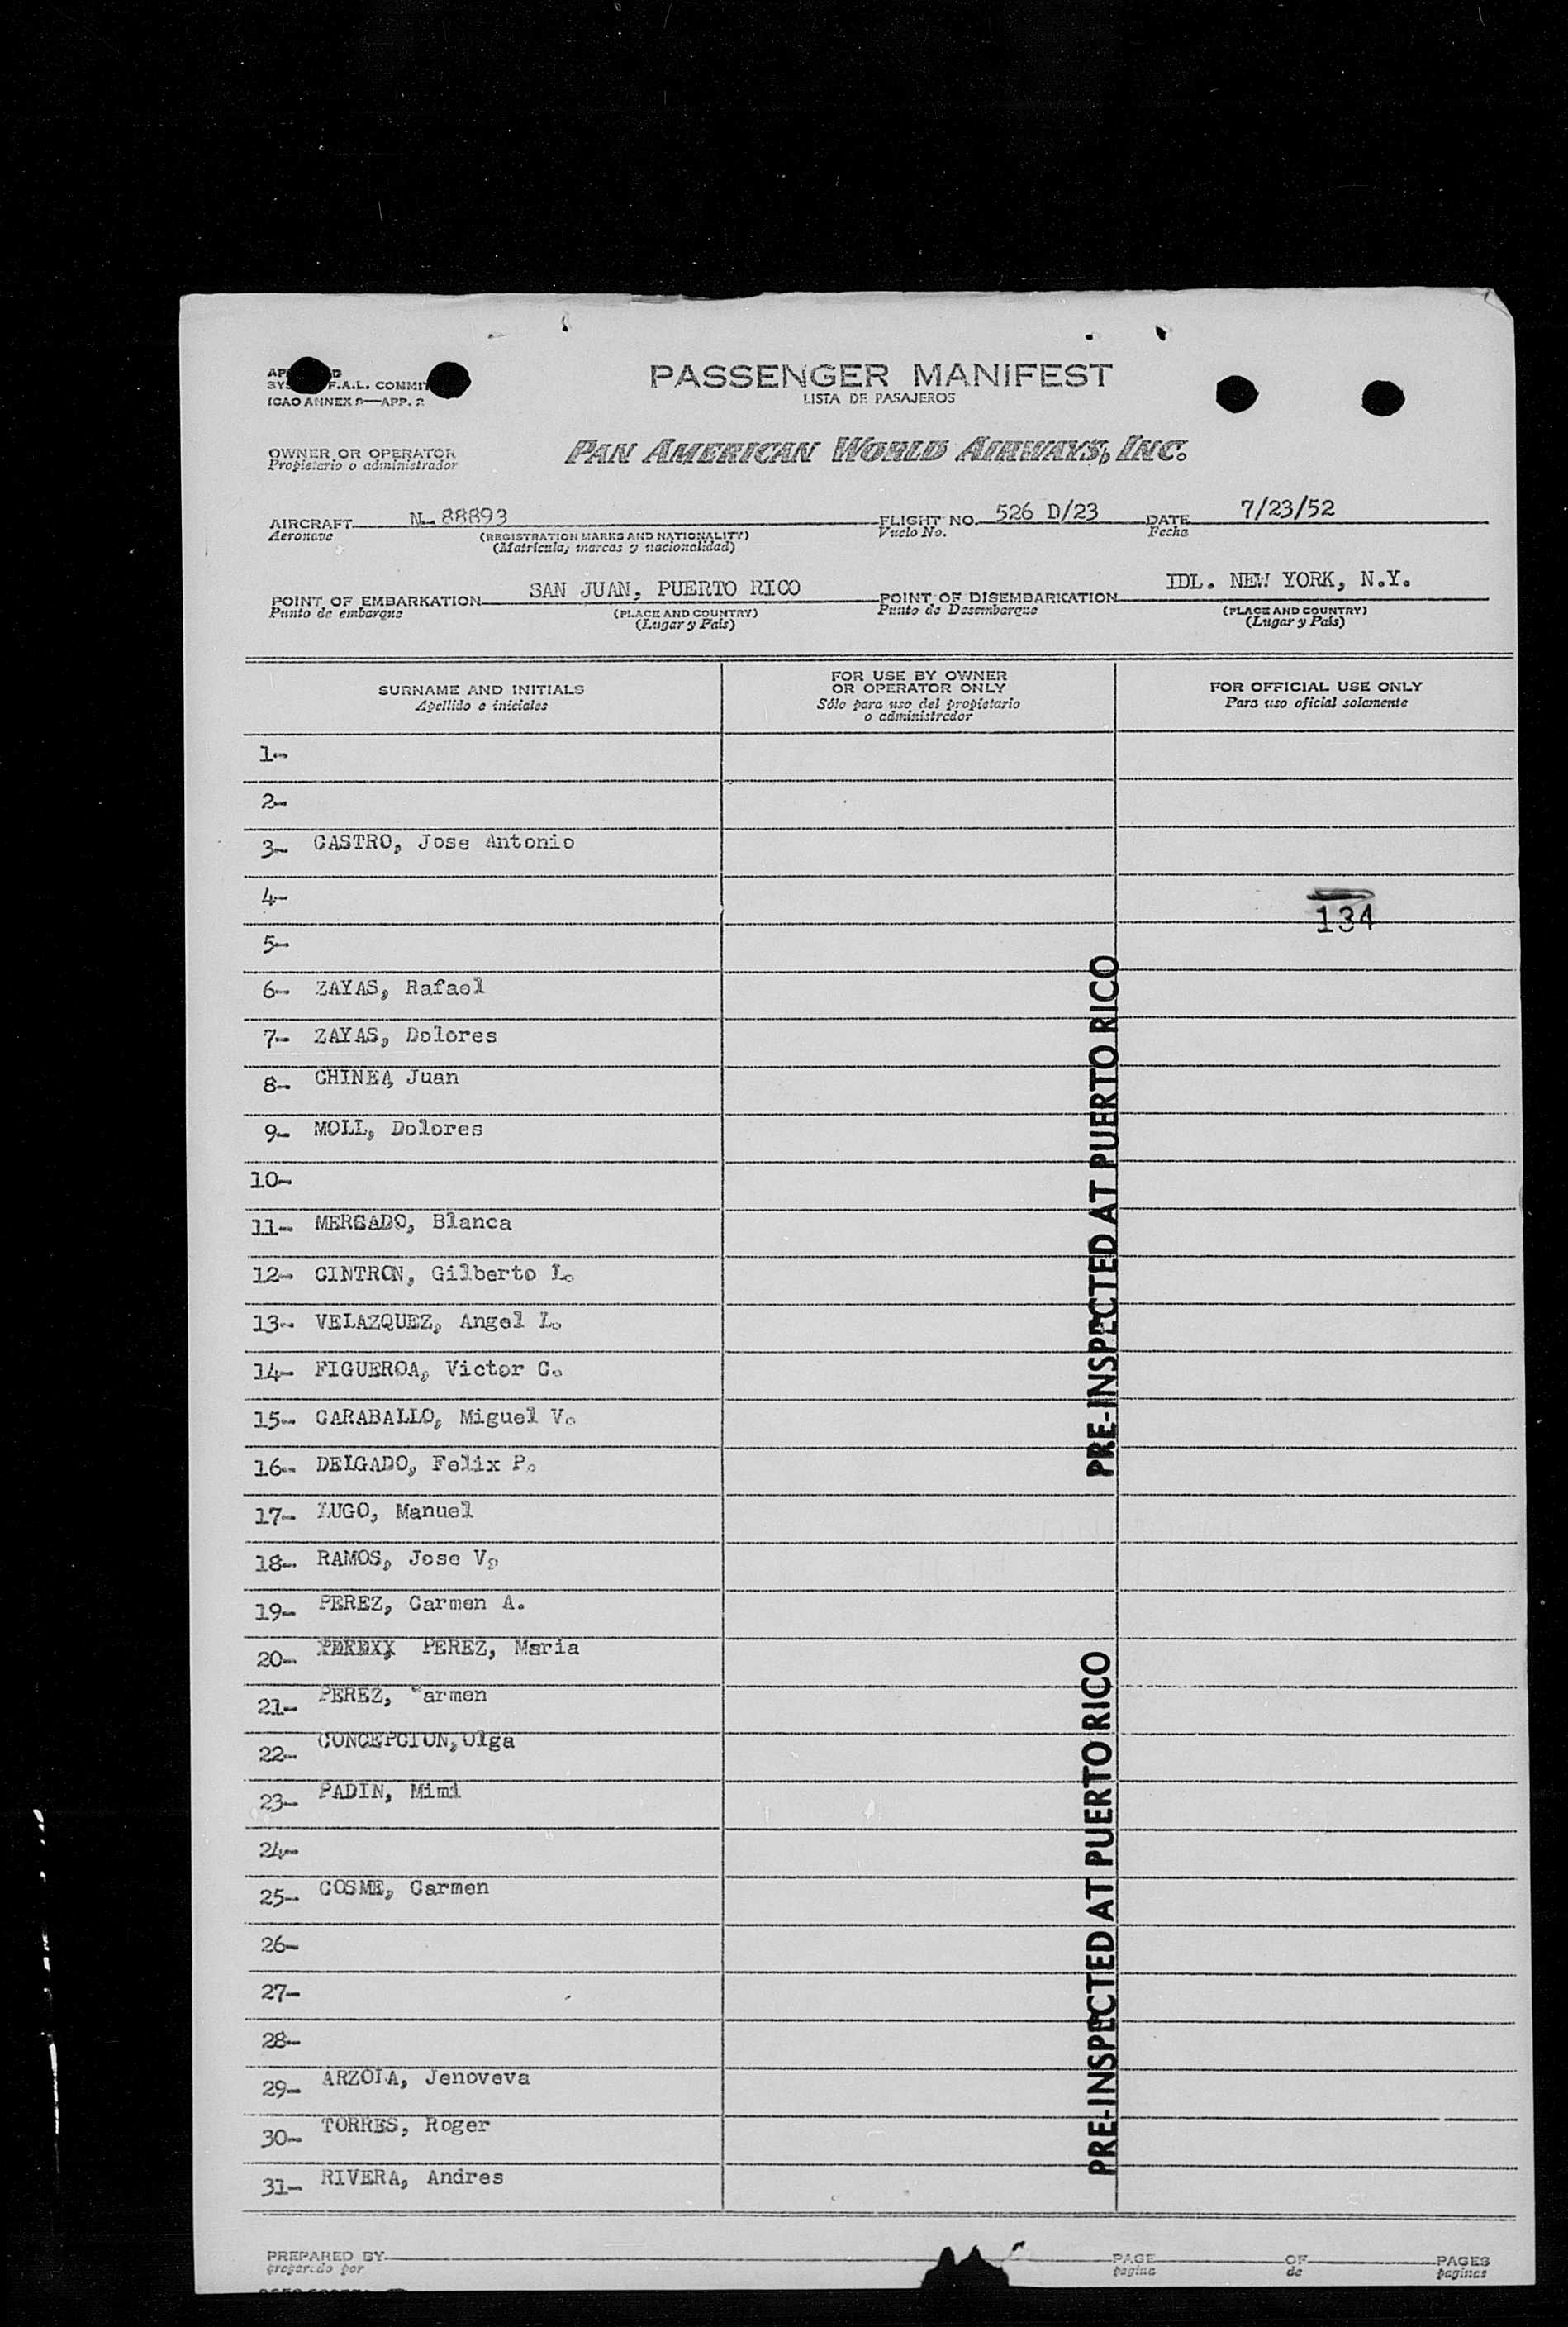 PASSENGER MANIFEST
LISTA DE PASAJEROS
F.A.L.
ICAO ANNEX 9—APP. 2
OWNER OR OPERATOR
Propietario o administrador
PAN AMERICAN WORLD AIRWAYS, INC.
AIRCRAFT N-88893 FLIGHT NO. 526 D/23 DATE 7/23/52
Aeronave (REGISTRATION MARKS AND NATIONALITY) Vuelo No. Fecha
(Matrícula, marcas y nacionalidad)
POINT OF EMBARKATION SAN JUAN, PUERTO RICO POINT OF DISEMBARKATION IDL. NEW YORK, N.Y.
Punto de embarque (PLACE AND COUNTRY) Punto de Desembarque (PLACE AND COUNTRY)
(Lugar y País) (Lugar y País)
SURNAME AND INITIALS
Apellido e iniciales
FOR USE BY OWNER
OR OPERATOR ONLY
Sólo para uso del propietario
o administrador
FOR OFFICIAL USE ONLY
Para uso oficial solamente
1-
2-
3- CASTRO, Jose Antonio
4-
134
5-
6- ZAYAS, Rafael
7- ZAYAS, Dolores
8- CHINEA, Juan
9- MOLL, Dolores
10-
11- MERCADO, Blanca
12- CINTRON, Gilberto L.
13- VELAZQUEZ, Angel L.
14- FIGUEROA, Victor C.
15- CARABALLO, Miguel V.
16- DELGADO, Felix P.
17- LUGO, Manuel
18- RAMOS, Jose V.
19- PEREZ, Carmen A.
20- PEREZ, Maria
21- PEREZ, Carmen
22- CONCEPCION, Olga
23- PADIN, Mimi
24-
25- COSME, Carmen
26-
27-
28-
29- ARZOLA, Jenoveva
30- TORRES, Roger
31- RIVERA, Andres
PRE-INSPECTED AT PUERTO RICO
PRE-INSPECTED AT PUERTO RICO
PREPARED BY PAGE OF PAGES
preparado por pagina de paginas